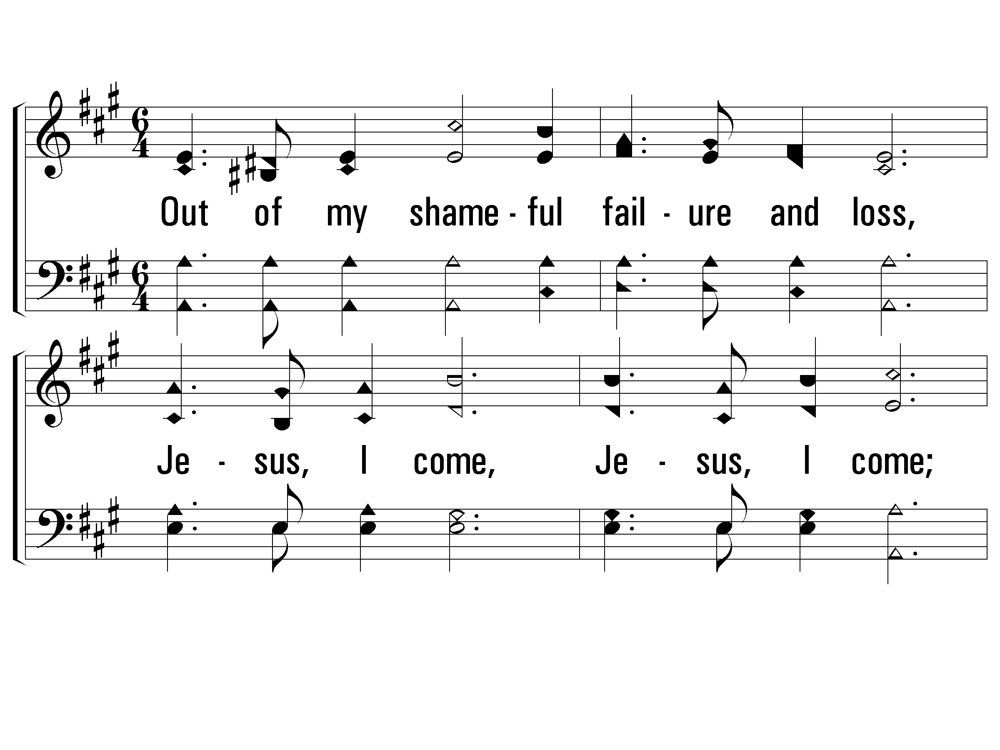 Out of my shame - ful fail - ure and loss,
Je - sus, I come, Je - sus, I come;